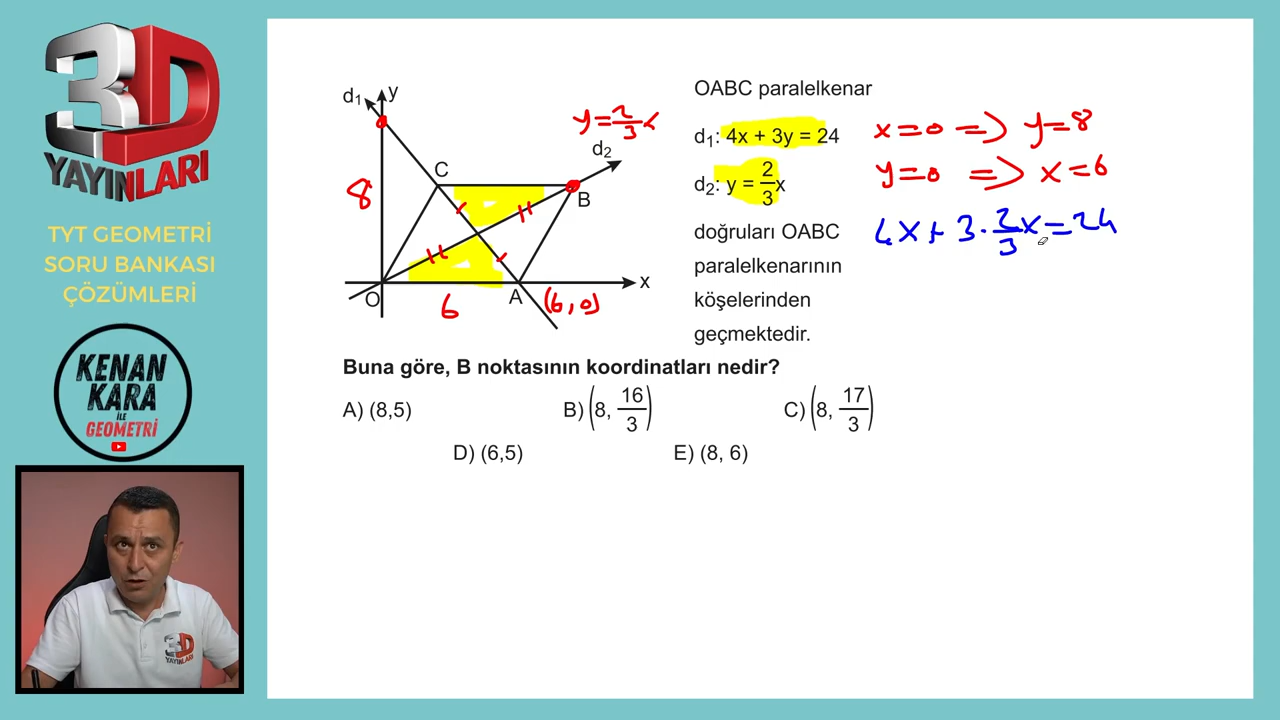 3D
YAYINLARI
TYT GEOMETRİ
SORU BANKASI
ÇÖZÜMLERİ
KENAN
KARA
İLE
GEOMETRİ
3D
YAYINLARI
d1
y
y=2/3x
d2
C
B
8
O
6
A
(6,0)
x
OABC paralelkenar
d1: 4x + 3y = 24
d2: y = 2/3x
doğruları OABC
paralelkenarının
köşelerinden
geçmektedir.
x=0 => y=8
y=0 => x=6
4x+3·2/3x=24
Buna göre, B noktasının koordinatları nedir?
A) (8,5) B) (8, 16/3) C) (8, 17/3)
D) (6,5) E) (8, 6)